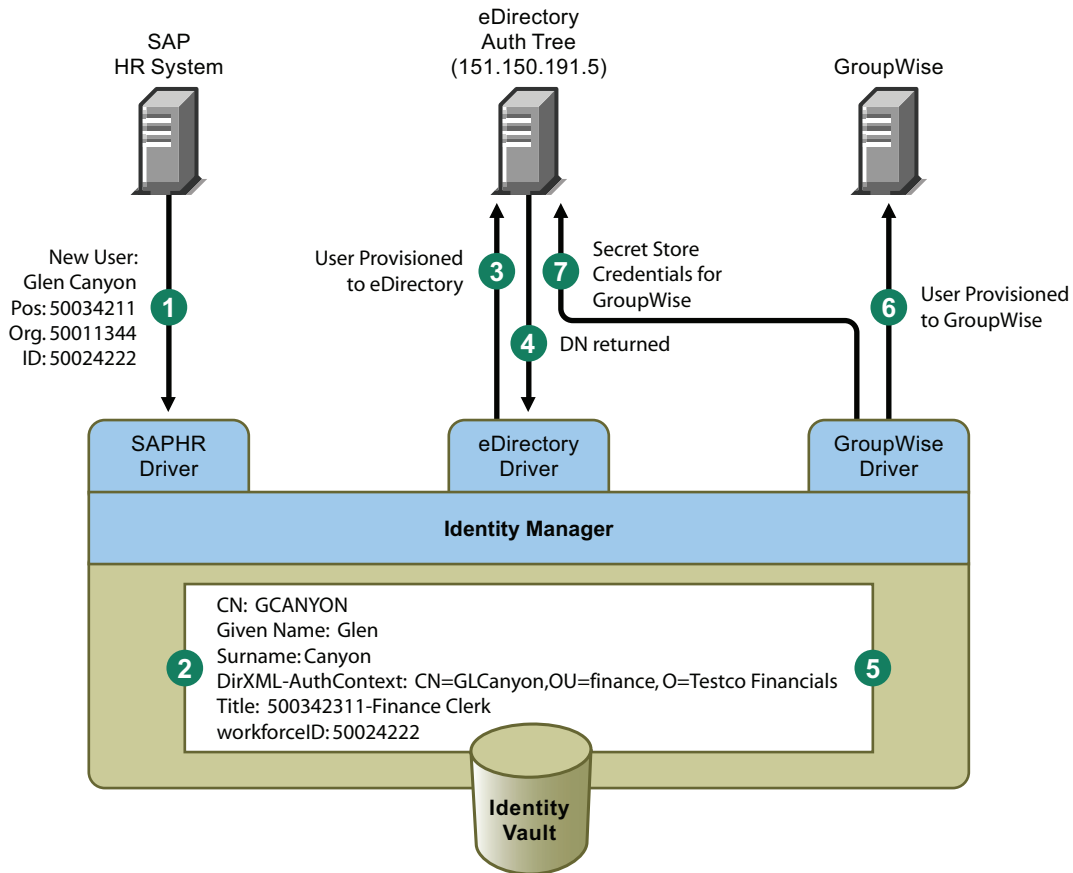 SAP
HR System
eDirectory
Auth Tree
(151.150.191.5)
GroupWise
New User:
Glen Canyon
Pos: 50034211
Org. 50011344
ID: 50024222
1
User Provisioned
to eDirectory
3
7
Secret Store
Credentials for
GroupWise
4
DN returned
6
User Provisioned
to GroupWise
SAPHR
Driver
eDirectory
Driver
GroupWise
Driver
Identity Manager
2
CN: GCANYON
Given Name: Glen
Surname: Canyon
DirXML-AuthContext: CN=GLCanyon,OU=finance, O=Testco Financials
Title: 500342311-Finance Clerk
workforceID: 50024222
5
Identity
Vault